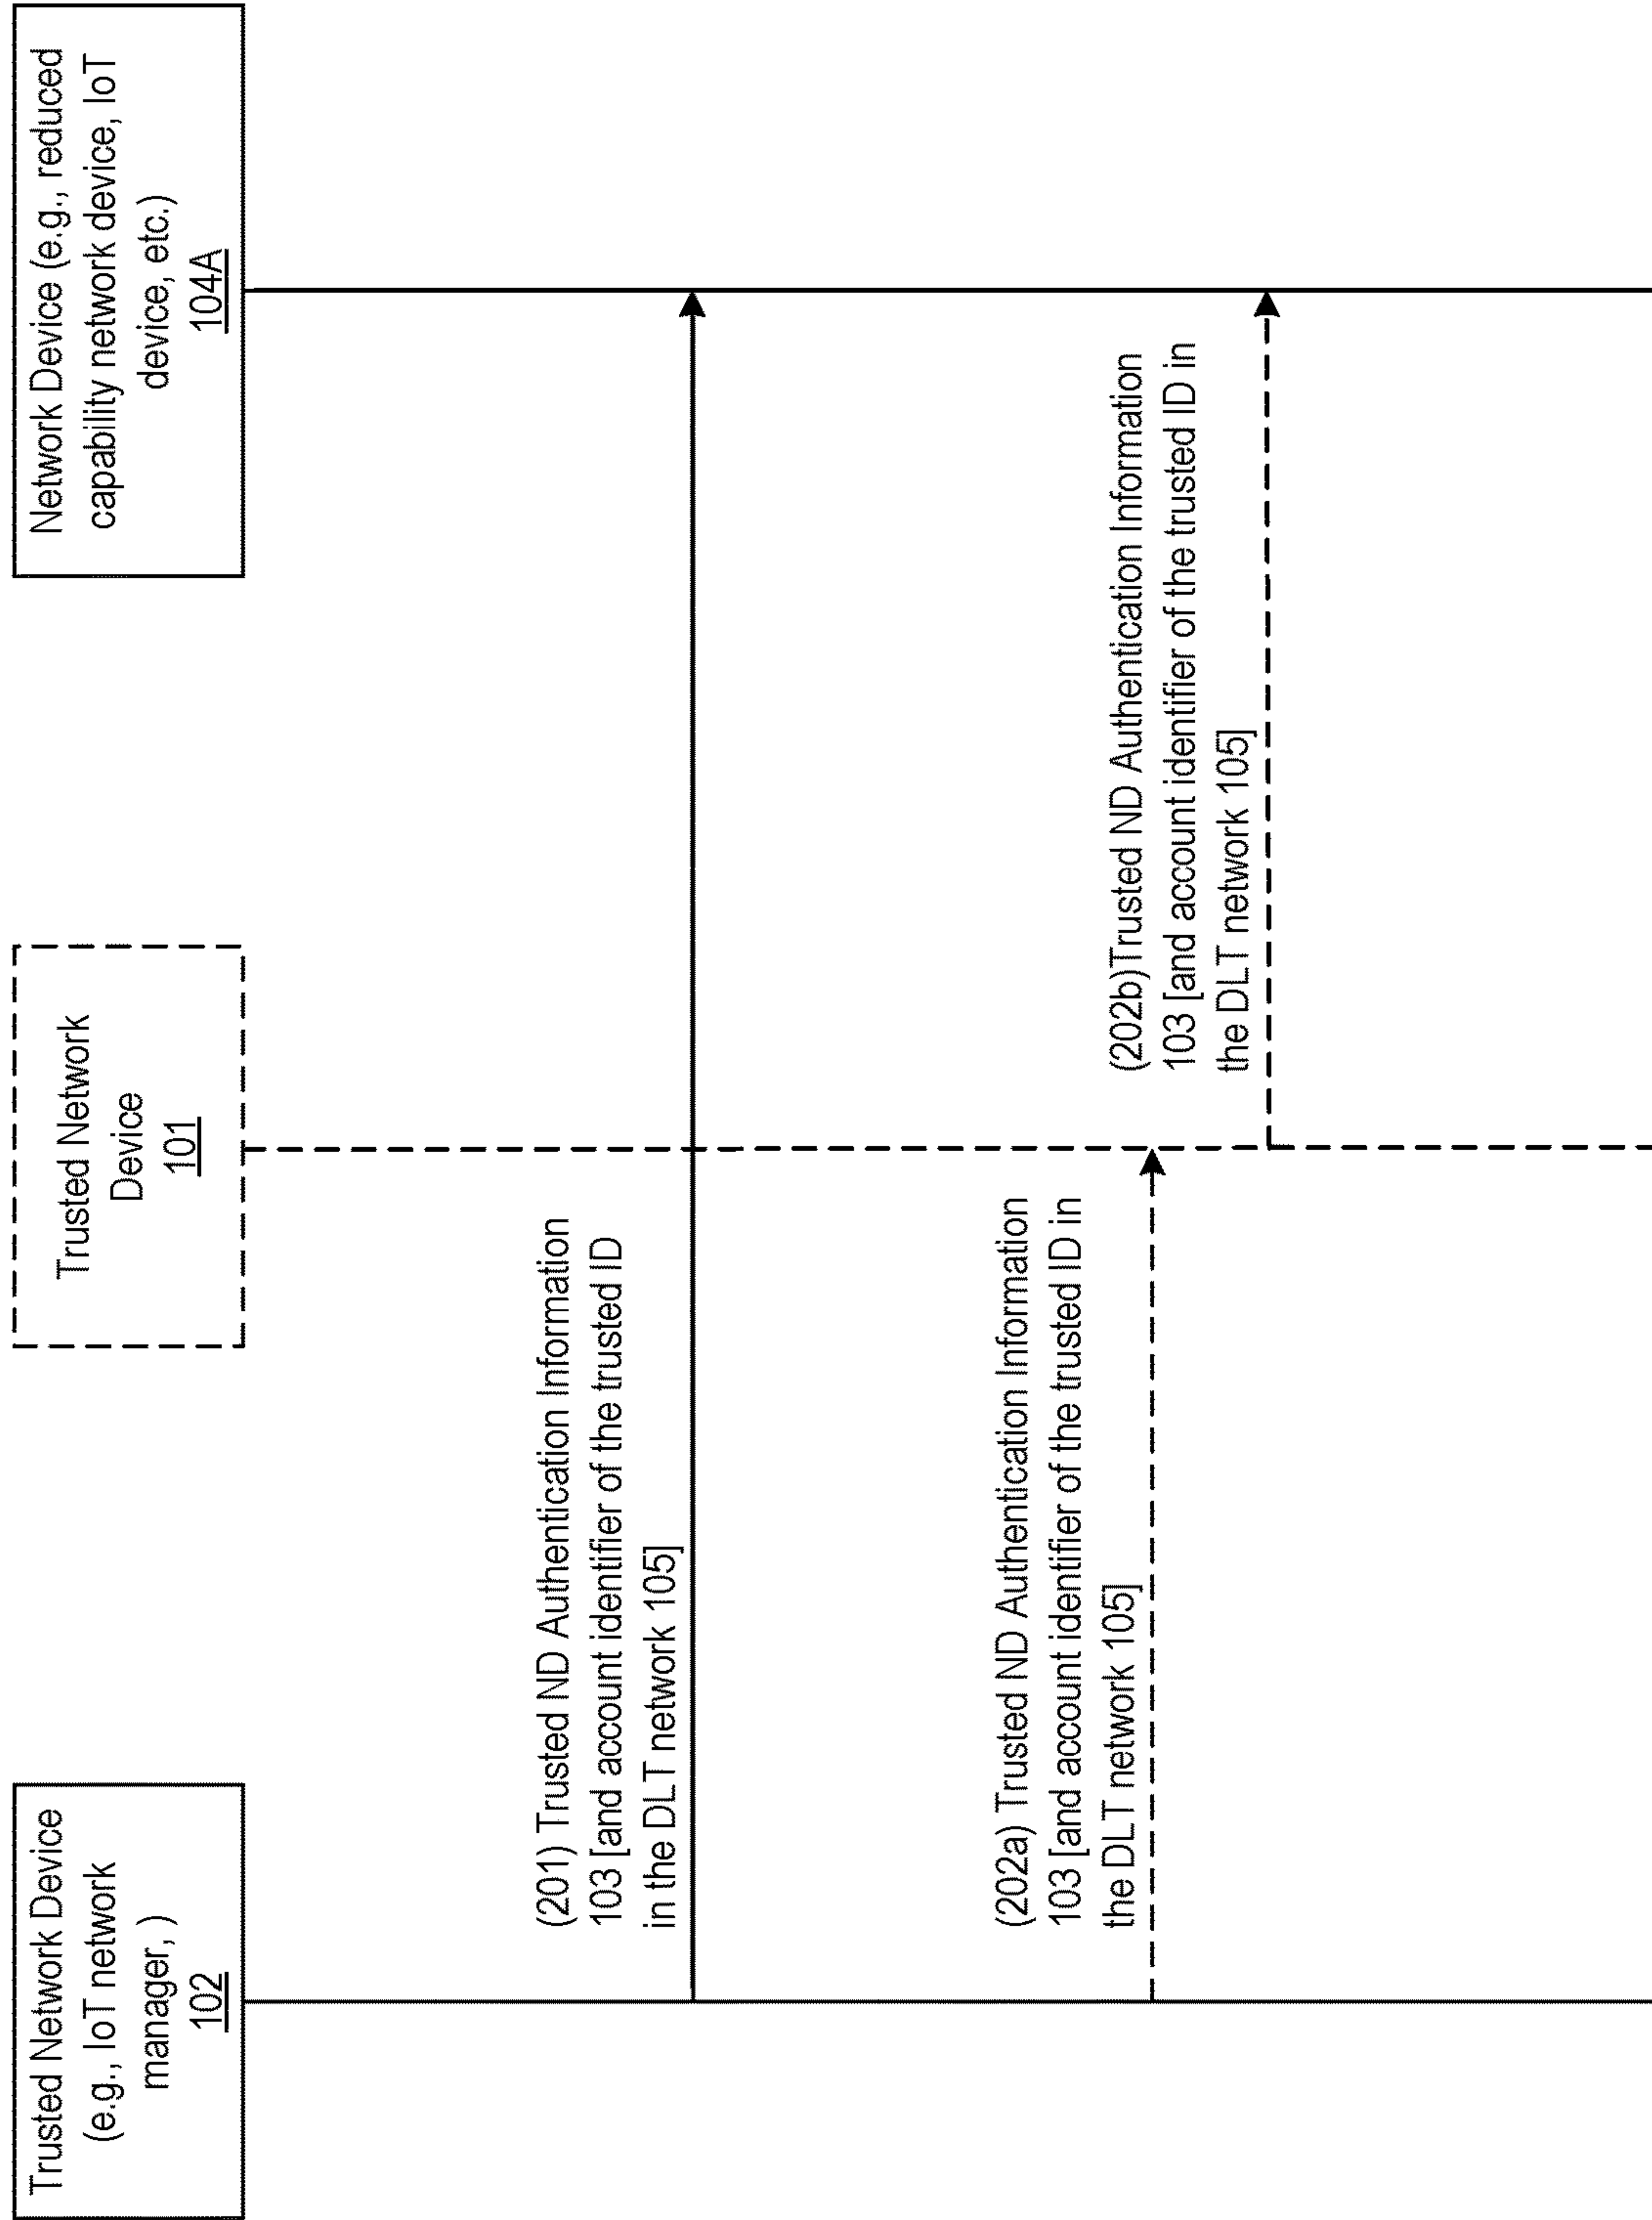 Trusted Network Device
(e.g., IoT network
manager, )
102
Trusted Network
Device
101
Network Device (e.g., reduced
capability network device, IoT
device, etc.)
104A
(201) Trusted ND Authentication Information
103 [and account identifier of the trusted ID
in the DLT network 105]
(202a) Trusted ND Authentication Information
103 [and account identifier of the trusted ID in
the DLT network 105]
(202b)Trusted ND Authentication Information
103 [and account identifier of the trusted ID in
the DLT network 105]